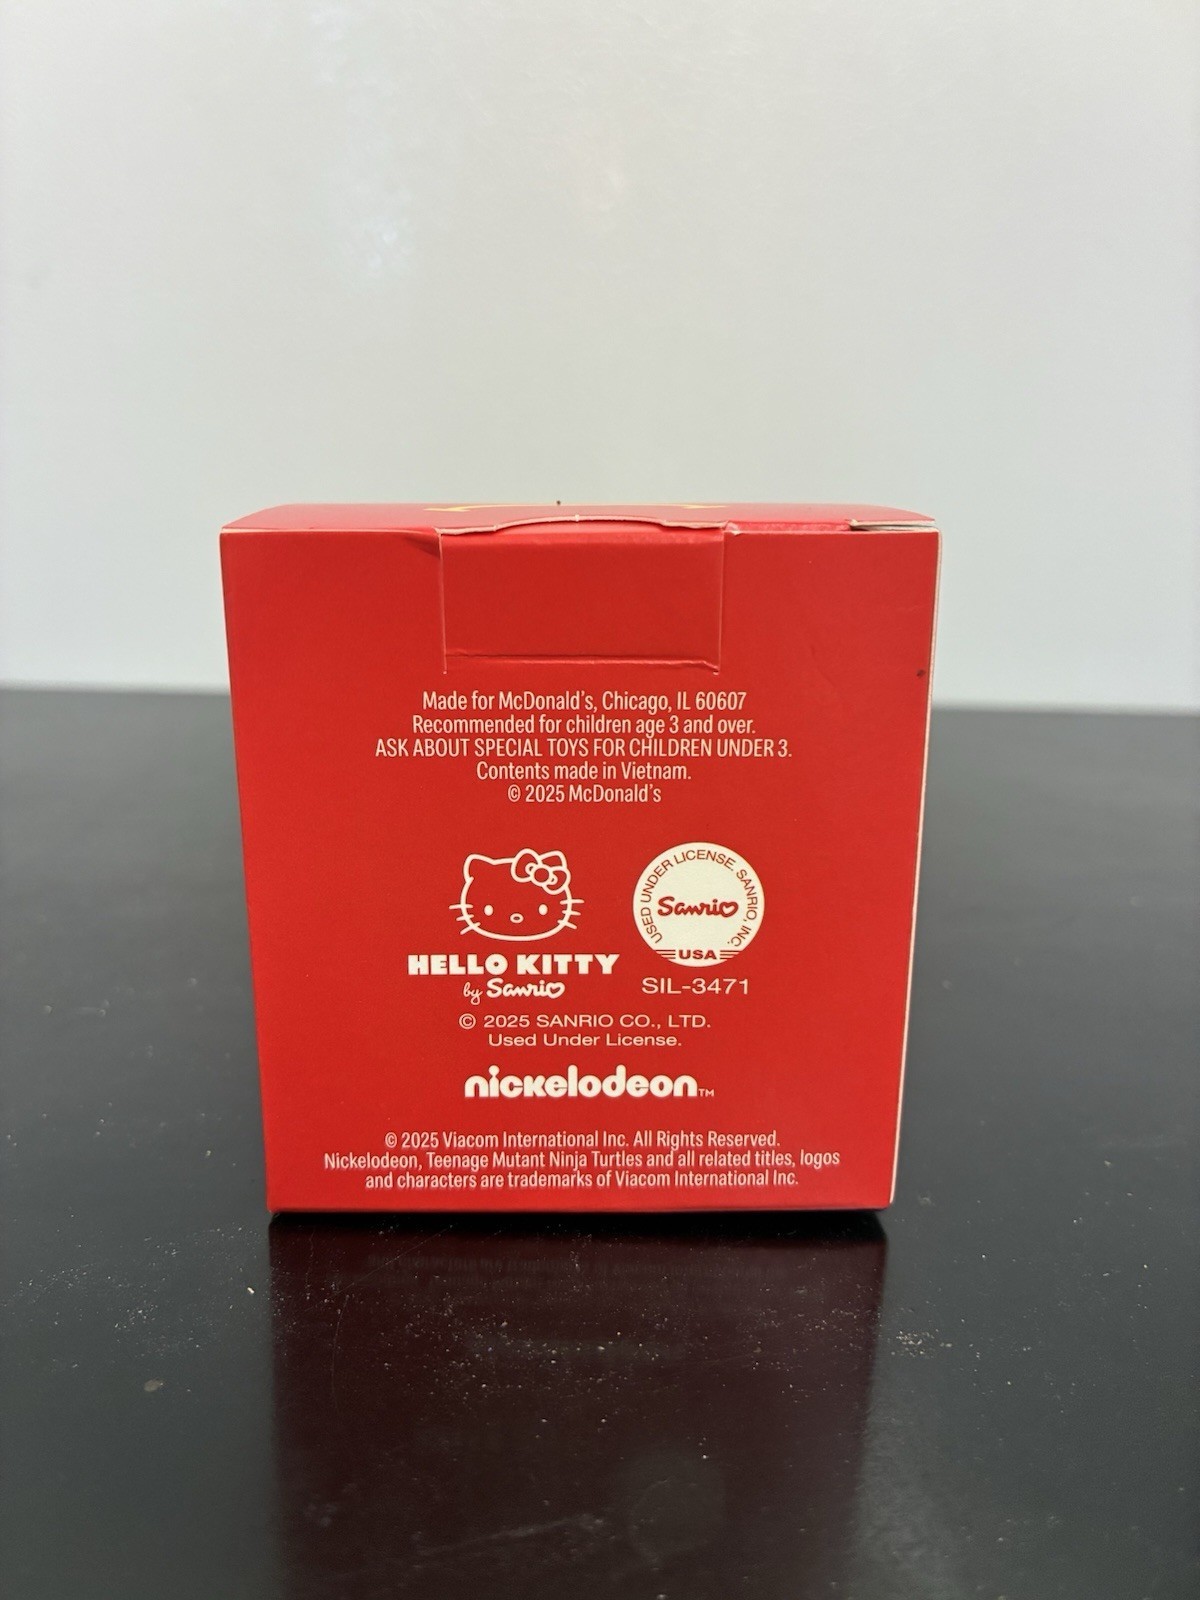 Made for McDonald's, Chicago, IL 60607
Recommended for children age 3 and over.
ASK ABOUT SPECIAL TOYS FOR CHILDREN UNDER 3.
Contents made in Vietnam.
© 2025 McDonald's
HELLO KITTY
by Sanrio
USED UNDER LICENSE. SANRIO, INC.
Sanrio
USA
SIL-3471
© 2025 SANRIO CO., LTD.
Used Under License.
nickelodeon™
© 2025 Viacom International Inc. All Rights Reserved.
Nickelodeon, Teenage Mutant Ninja Turtles and all related titles, logos
and characters are trademarks of Viacom International Inc.